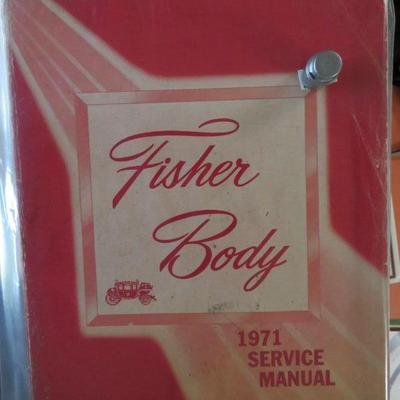 Fisher
Body
1971
SERVICE
MANUAL